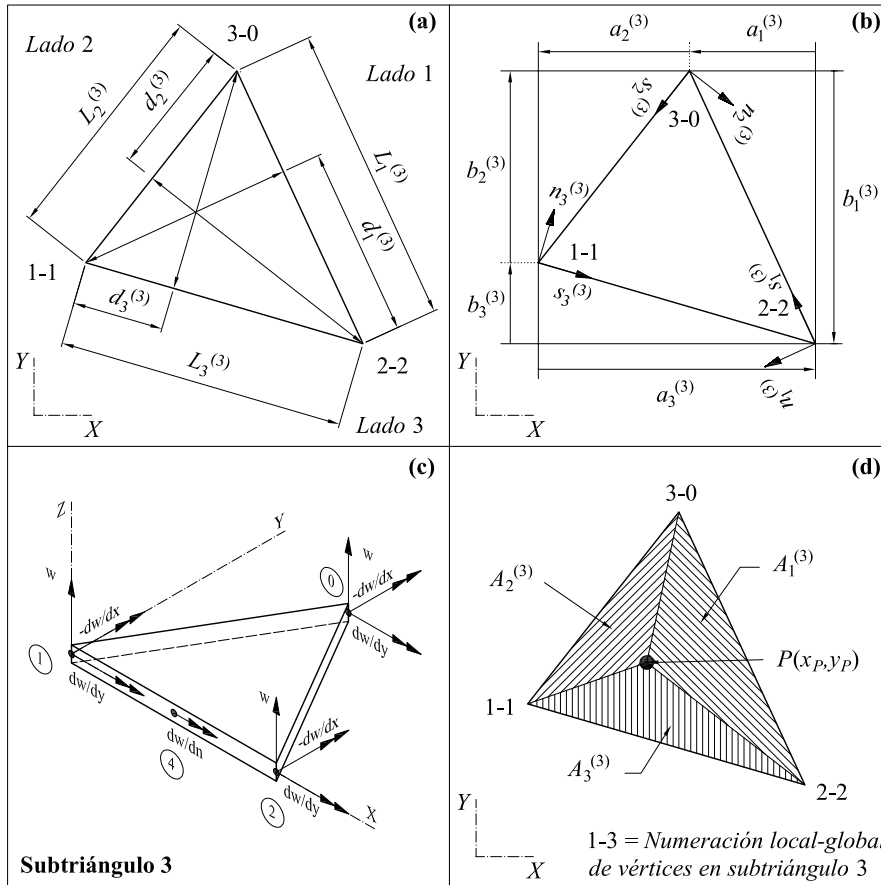 (a)
Lado 2
3-0
Lado 1
L₂⁽³⁾
d₂⁽³⁾
L₁⁽³⁾
d₁⁽³⁾
1-1
d₃⁽³⁾
L₃⁽³⁾
2-2
Lado 3
Y
X
(b)
a₂⁽³⁾
a₁⁽³⁾
s₂⁽³⁾
n₂⁽³⁾
3-0
b₂⁽³⁾
b₁⁽³⁾
n₃⁽³⁾
1-1
s₃⁽³⁾
b₃⁽³⁾
s₁⁽³⁾
2-2
n₁⁽³⁾
a₃⁽³⁾
Y
X
(c)
Z
Y
w
w
0
-dw/dx
-dw/dx
dw/dy
1
dw/dy
w
-dw/dx
dw/dn
4
dw/dy
2
X
Subtriángulo 3
(d)
3-0
A₂⁽³⁾
A₁⁽³⁾
P(x_P,y_P)
1-1
A₃⁽³⁾
2-2
Y
X
1-3 = Numeración local-global
de vértices en subtriángulo 3